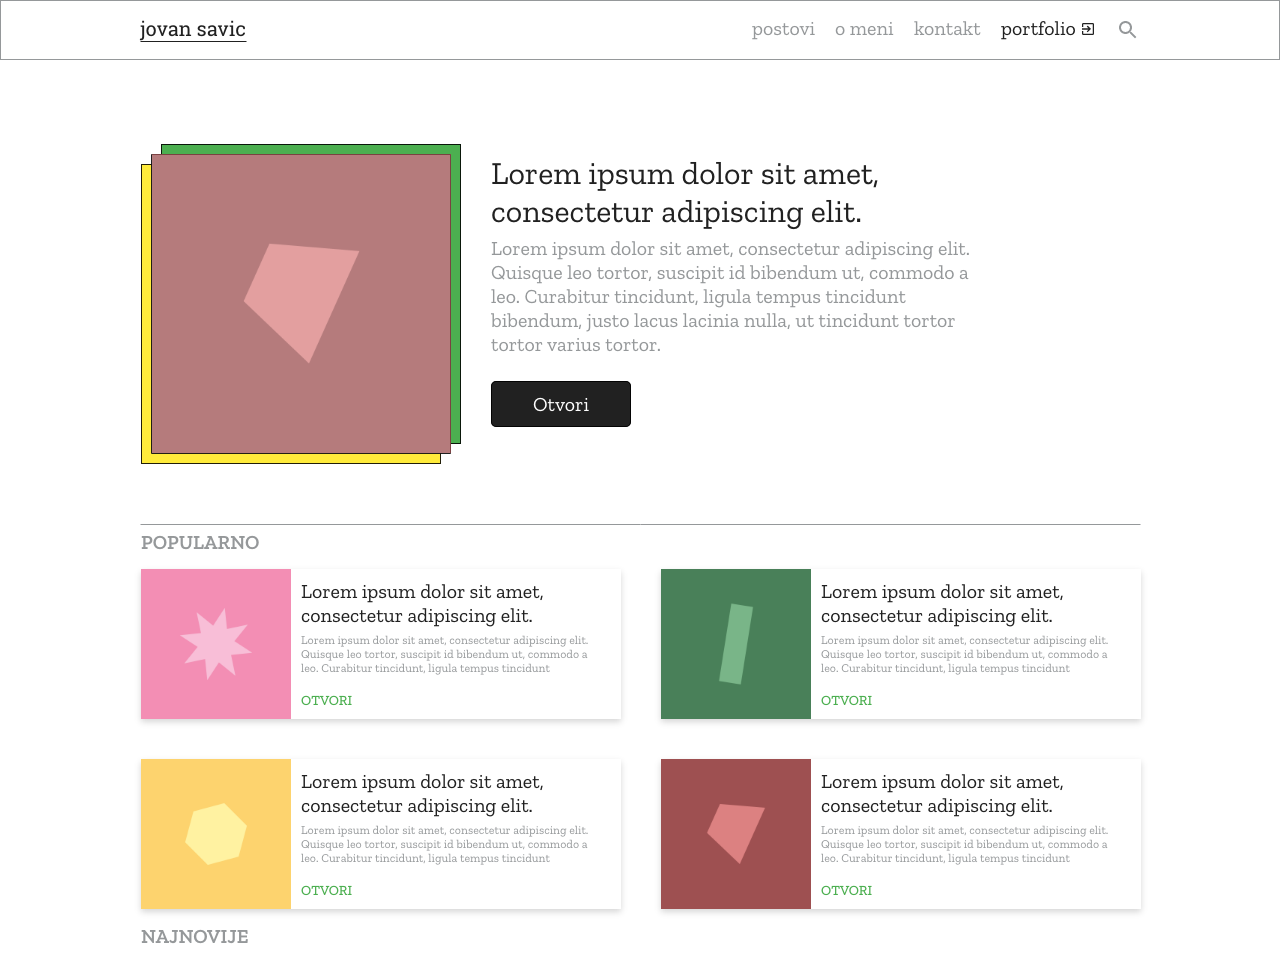 jovan savic
postovi o meni kontakt portfolio
Lorem ipsum dolor sit amet,
consectetur adipiscing elit.
Lorem ipsum dolor sit amet, consectetur adipiscing elit.
Quisque leo tortor, suscipit id bibendum ut, commodo a
leo. Curabitur tincidunt, ligula tempus tincidunt
bibendum, justo lacus lacinia nulla, ut tincidunt tortor
tortor varius tortor.
Otvori
POPULARNO
Lorem ipsum dolor sit amet,
consectetur adipiscing elit.
Lorem ipsum dolor sit amet, consectetur adipiscing elit.
Quisque leo tortor, suscipit id bibendum ut, commodo a
leo. Curabitur tincidunt, ligula tempus tincidunt
OTVORI
Lorem ipsum dolor sit amet,
consectetur adipiscing elit.
Lorem ipsum dolor sit amet, consectetur adipiscing elit.
Quisque leo tortor, suscipit id bibendum ut, commodo a
leo. Curabitur tincidunt, ligula tempus tincidunt
OTVORI
Lorem ipsum dolor sit amet,
consectetur adipiscing elit.
Lorem ipsum dolor sit amet, consectetur adipiscing elit.
Quisque leo tortor, suscipit id bibendum ut, commodo a
leo. Curabitur tincidunt, ligula tempus tincidunt
OTVORI
Lorem ipsum dolor sit amet,
consectetur adipiscing elit.
Lorem ipsum dolor sit amet, consectetur adipiscing elit.
Quisque leo tortor, suscipit id bibendum ut, commodo a
leo. Curabitur tincidunt, ligula tempus tincidunt
OTVORI
NAJNOVIJE